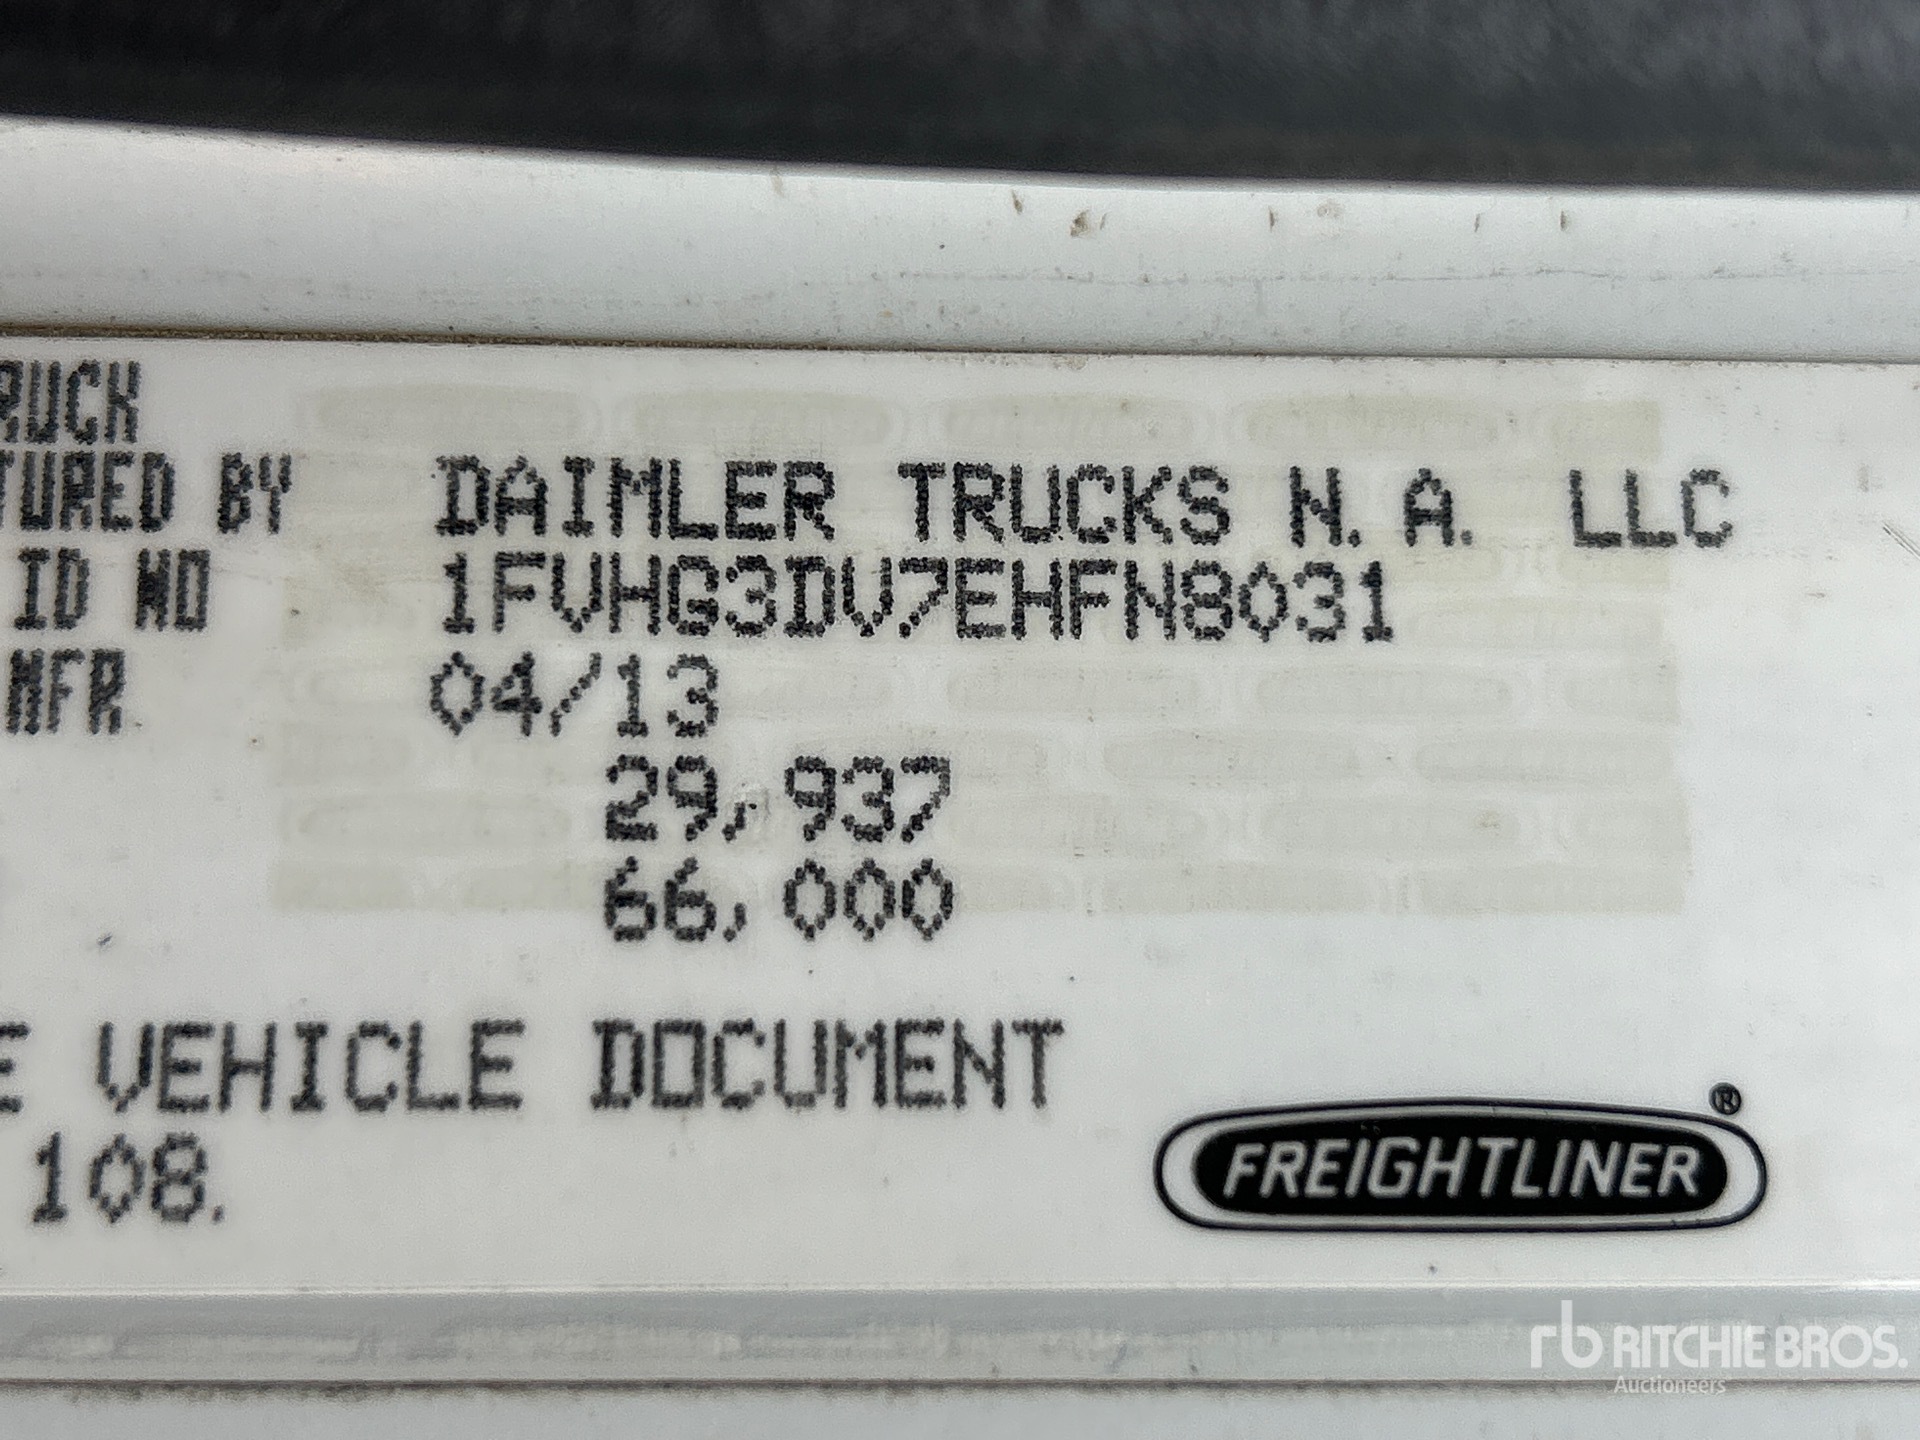 RUCK
TURED BY DAIMLER TRUCKS N.A. LLC
ID NO 1FVHG3DV7EHFN8031
MFR 04/13
29,937
66,000
E VEHICLE DOCUMENT
108.
FREIGHTLINER®
rb RITCHIE BROS.
Auctioneers